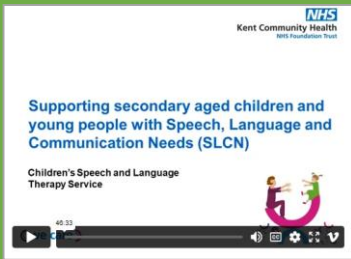 NHS
Kent Community Health
NHS Foundation Trust
Supporting secondary aged children and
young people with Speech, Language and
Communication Needs (SLCN)
Children's Speech and Language
Therapy Service
46:33